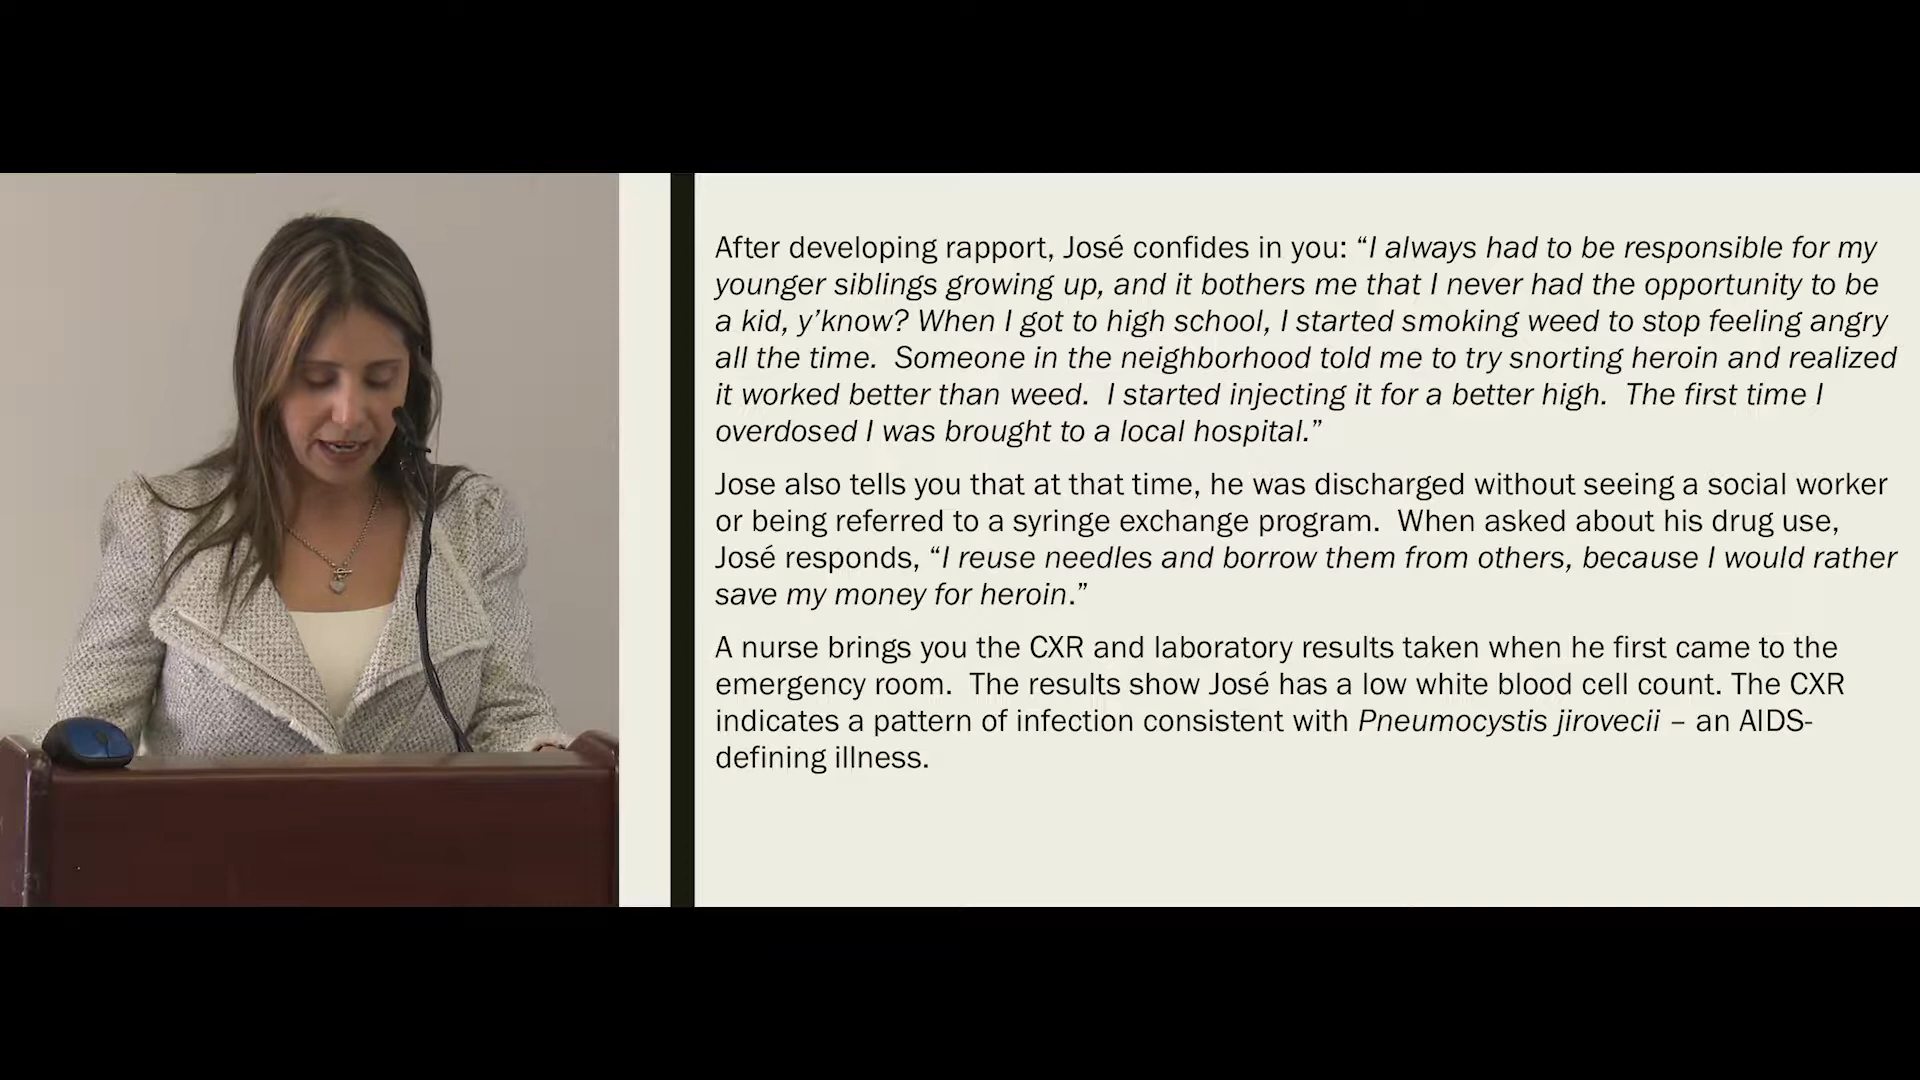 After developing rapport, José confides in you: “I always had to be responsible for my
younger siblings growing up, and it bothers me that I never had the opportunity to be
a kid, y’know? When I got to high school, I started smoking weed to stop feeling angry
all the time.  Someone in the neighborhood told me to try snorting heroin and realized
it worked better than weed.  I started injecting it for a better high.  The first time I
overdosed I was brought to a local hospital.”
Jose also tells you that at that time, he was discharged without seeing a social worker
or being referred to a syringe exchange program.  When asked about his drug use,
José responds, “I reuse needles and borrow them from others, because I would rather
save my money for heroin.”
A nurse brings you the CXR and laboratory results taken when he first came to the
emergency room.  The results show José has a low white blood cell count. The CXR
indicates a pattern of infection consistent with Pneumocystis jirovecii – an AIDS-
defining illness.